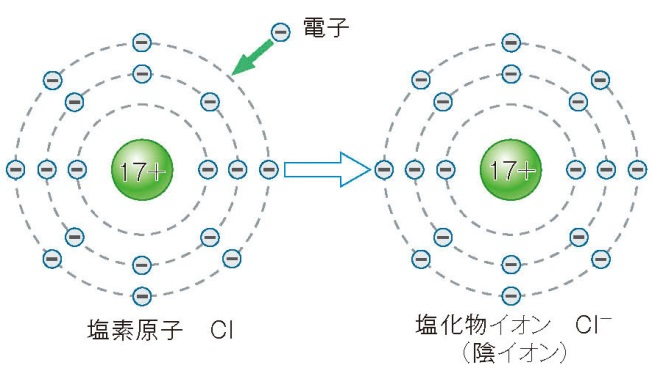 電子
17+
17+
塩素原子 Cl
塩化物イオン Cl⁻
(陰イオン)